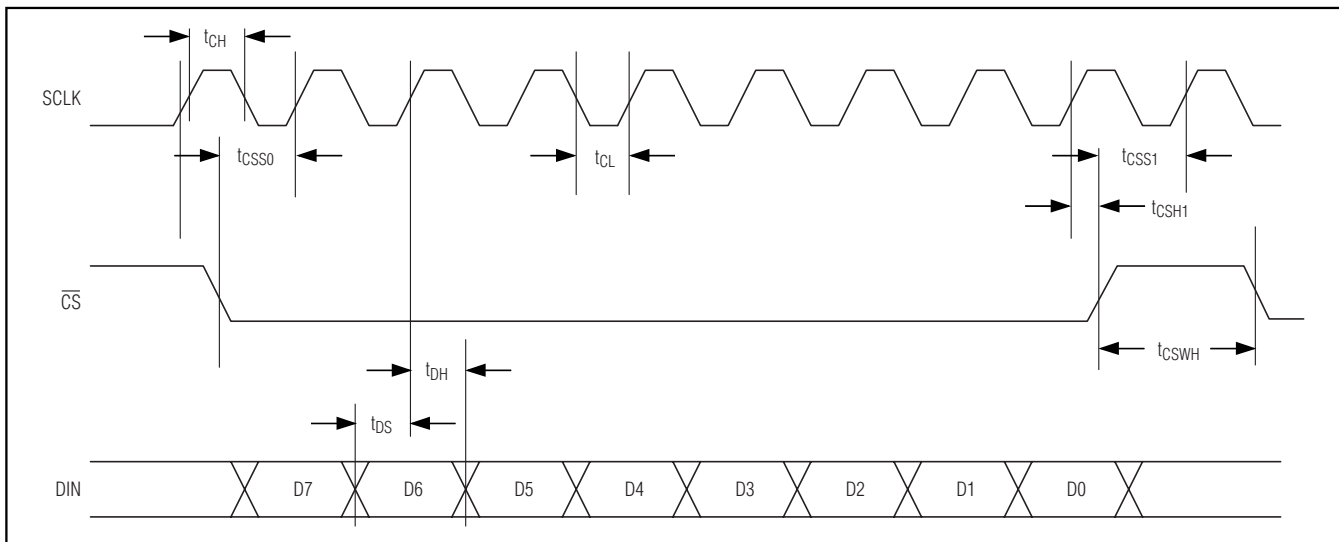 tCH
SCLK
tCSS0
tCL
tCSS1
tCSH1
CS
tCSWH
tDH
tDS
DIN
D7
D6
D5
D4
D3
D2
D1
D0